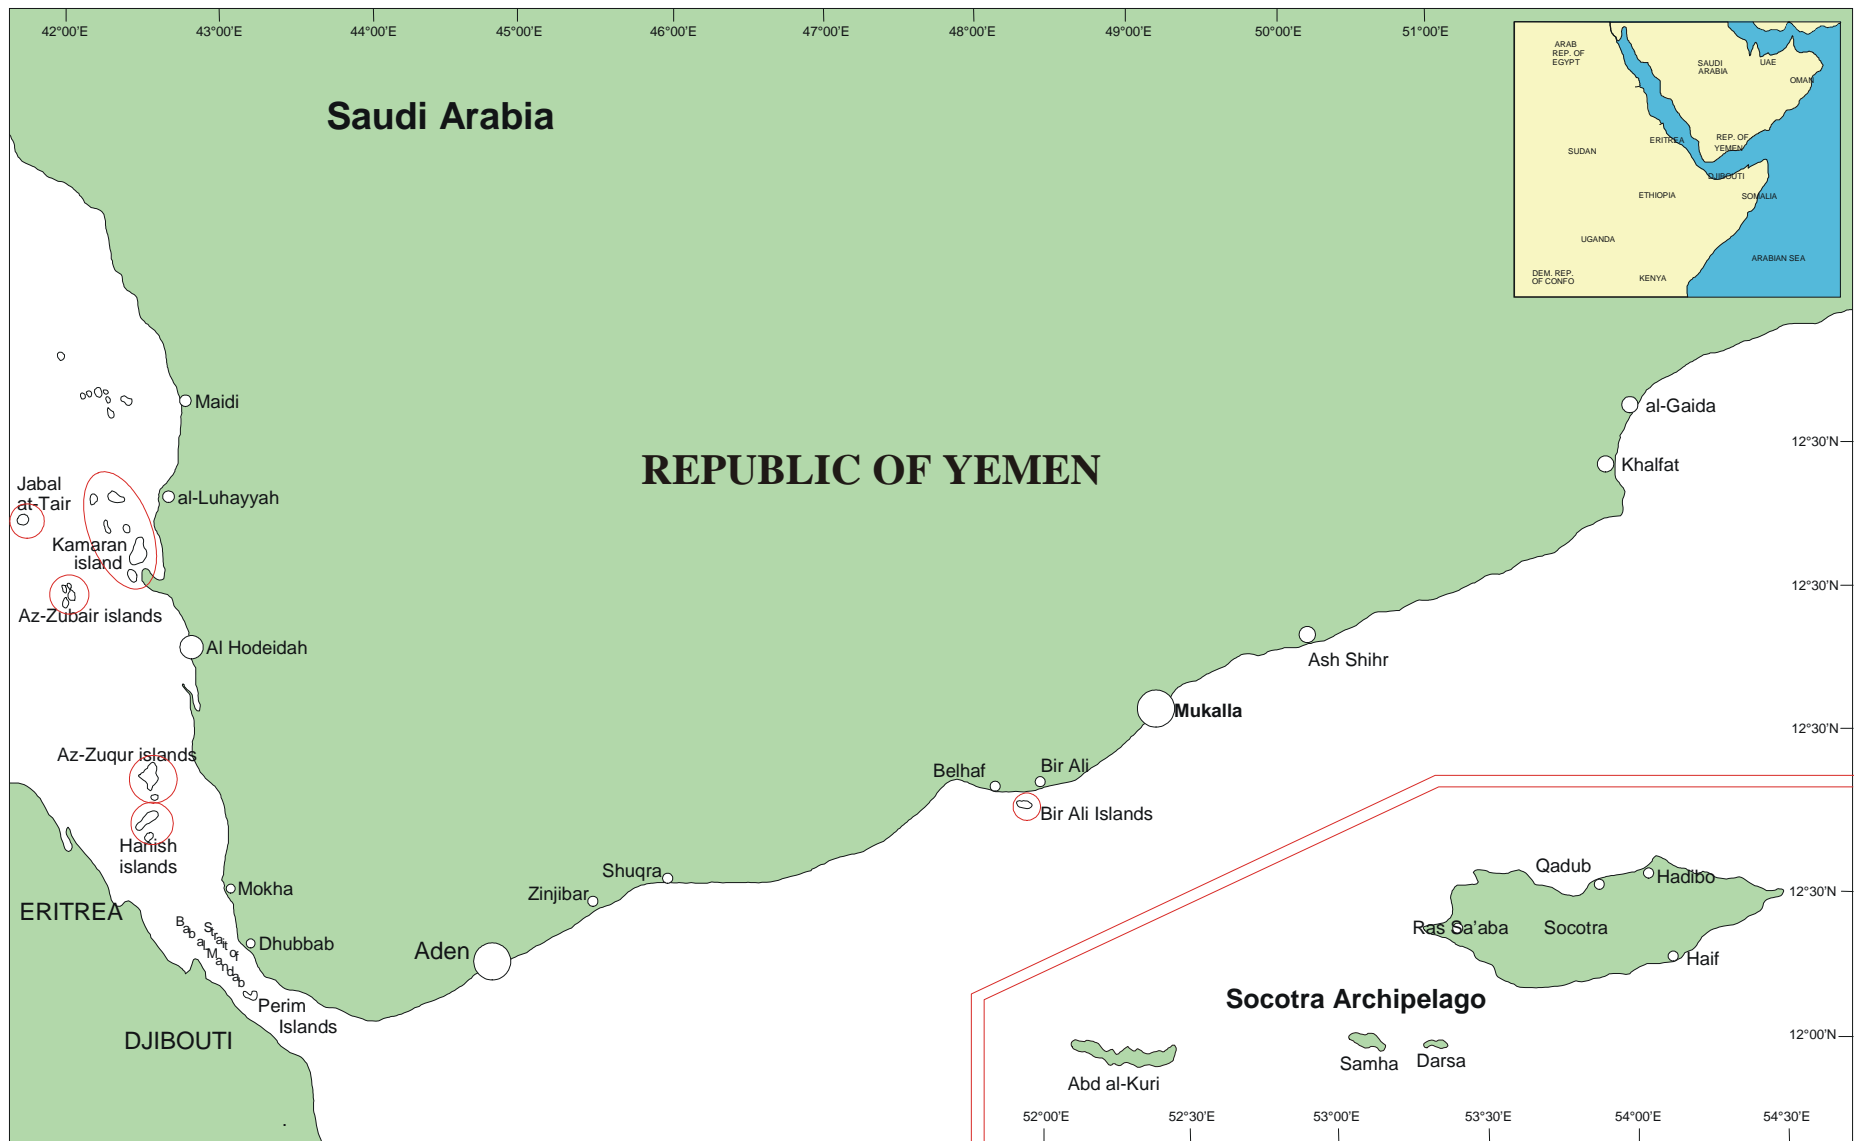 42°00'E
43°00'E
44°00'E
45°00'E
46°00'E
47°00'E
48°00'E
49°00'E
50°00'E
51°00'E
ARAB
REP. OF
EGYPT
SAUDI
ARABIA
UAE
OMAN
REP. OF
YEMEN
ERITREA
SUDAN
DJIBOUTI
ETHIOPIA
SOMALIA
UGANDA
ARABIAN SEA
DEM. REP.
OF CONFO
KENYA
Saudi Arabia
Maidi
al-Gaida
12°30'N
REPUBLIC OF YEMEN
Khalfat
Jabal
at-Tair
al-Luhayyah
Kamaran
island
12°30'N
Az-Zubair islands
Al Hodeidah
Ash Shihr
Mukalla
12°30'N
Az-Zuqur islands
Belhaf
Bir Ali
Bir Ali Islands
Hanish
islands
Shuqra
Qadub
Hadibo
Mokha
Zinjibar
12°30'N
ERITREA
Strait of
Bab aL Mandab
Ras Sa'aba
Socotra
Dhubbab
Aden
Haif
Perim
Islands
Socotra Archipelago
DJIBOUTI
12°00'N
Samha
Darsa
Abd al-Kuri
52°00'E
52°30'E
53°00'E
53°30'E
54°00'E
54°30'E